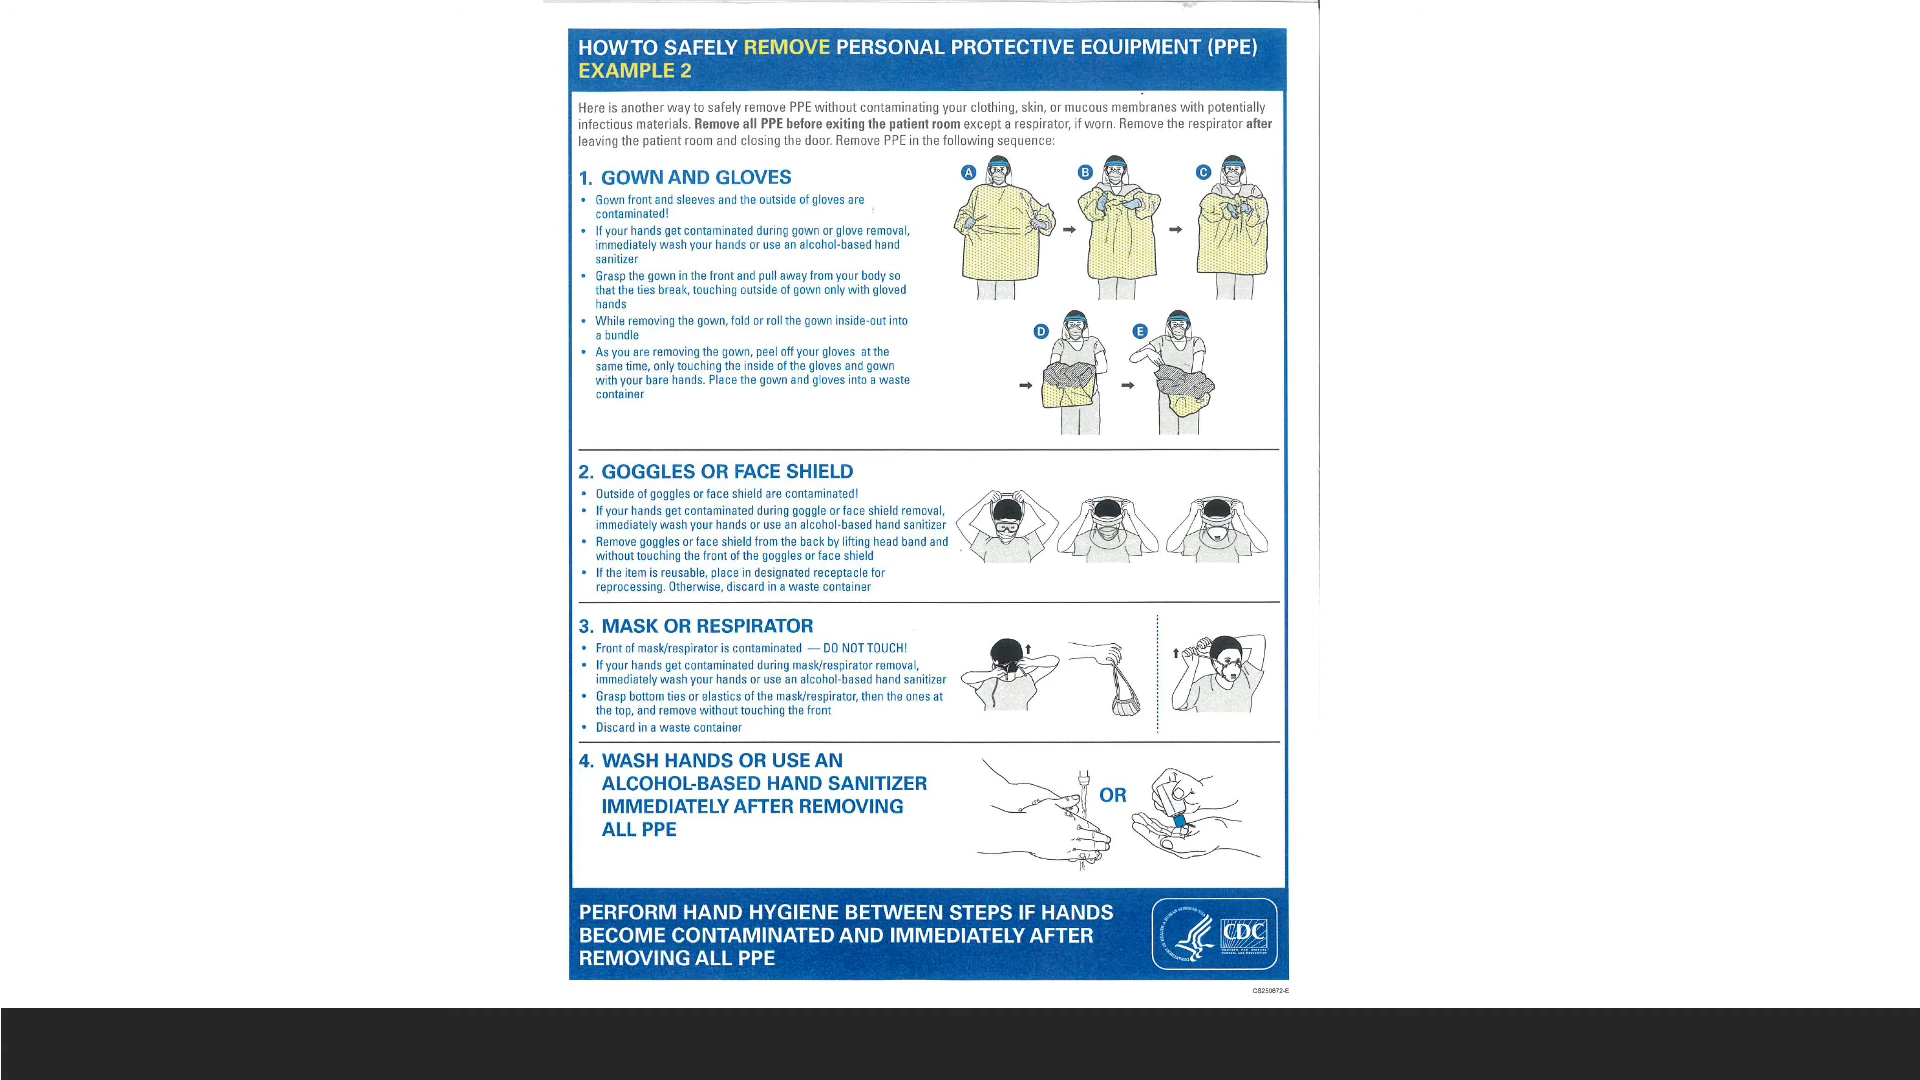 HOW TO SAFELY REMOVE PERSONAL PROTECTIVE EQUIPMENT (PPE)
EXAMPLE 2
Here is another way to safely remove PPE without contaminating your clothing, skin, or mucous membranes with potentially
infectious materials. Remove all PPE before exiting the patient room except a respirator, if worn. Remove the respirator after
leaving the patient room and closing the door. Remove PPE in the following sequence:
1. GOWN AND GLOVES
• Gown front and sleeves and the outside of gloves are
contaminated!
• If your hands get contaminated during gown or glove removal,
immediately wash your hands or use an alcohol-based hand
sanitizer
• Grasp the gown in the front and pull away from your body so
that the ties break, touching outside of gown only with gloved
hands
• While removing the gown, fold or roll the gown inside-out into
a bundle
• As you are removing the gown, peel off your gloves at the
same time, only touching the inside of the gloves and gown
with your bare hands. Place the gown and gloves into a waste
container
A
B
C
D
E
2. GOGGLES OR FACE SHIELD
• Outside of goggles or face shield are contaminated!
• If your hands get contaminated during goggle or face shield removal,
immediately wash your hands or use an alcohol-based hand sanitizer
• Remove goggles or face shield from the back by lifting head band and
without touching the front of the goggles or face shield
• If the item is reusable, place in designated receptacle for
reprocessing. Otherwise, discard in a waste container
3. MASK OR RESPIRATOR
• Front of mask/respirator is contaminated — DO NOT TOUCH!
• If your hands get contaminated during mask/respirator removal,
immediately wash your hands or use an alcohol-based hand sanitizer
• Grasp bottom ties or elastics of the mask/respirator, then the ones at
the top, and remove without touching the front
• Discard in a waste container
4. WASH HANDS OR USE AN
ALCOHOL-BASED HAND SANITIZER
IMMEDIATELY AFTER REMOVING
ALL PPE
OR
PERFORM HAND HYGIENE BETWEEN STEPS IF HANDS
BECOME CONTAMINATED AND IMMEDIATELY AFTER
REMOVING ALL PPE
CDC
CS250672-E